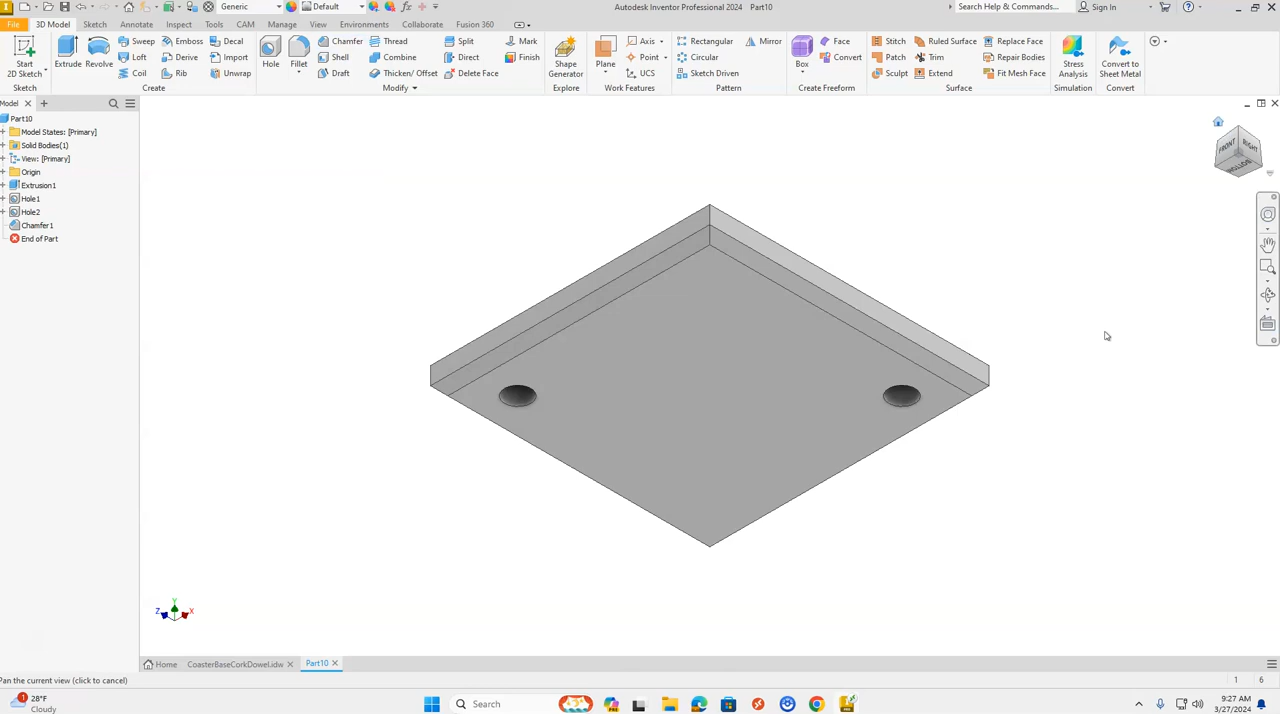 Generic
Default
Autodesk Inventor Professional 2024 Part10
Search Help & Commands...
Sign In
File 3D Model Sketch Annotate Inspect Tools CAM Manage View Environments Collaborate Fusion 360
Start
2D Sketch
Sketch
Extrude
Revolve
Sweep
Loft
Coil
Emboss
Derive
Rib
Decal
Import
Unwrap
Create
Hole
Fillet
Chamfer
Shell
Draft
Thread
Combine
Thicken/ Offset
Split
Direct
Delete Face
Modify
Mark
Finish
Shape
Generator
Explore
Plane
Axis
Point
UCS
Work Features
Rectangular
Circular
Sketch Driven
Mirror
Pattern
Box
Face
Convert
Create Freeform
Stitch
Patch
Sculpt
Ruled Surface
Trim
Extend
Replace Face
Repair Bodies
Fit Mesh Face
Surface
Stress
Analysis
Simulation
Convert to
Sheet Metal
Convert
Model
Part10
Model States: [Primary]
Solid Bodies(1)
View: [Primary]
Origin
Extrusion1
Hole1
Hole2
Chamfer1
End of Part
FRONT
RIGHT
BOTTOM
Z
Y
X
Home
CoasterBaseCorkDowel.idw
Part10
Pan the current view (click to cancel)
1
6
1
28°F
Cloudy
Search
9:27 AM
3/27/2024